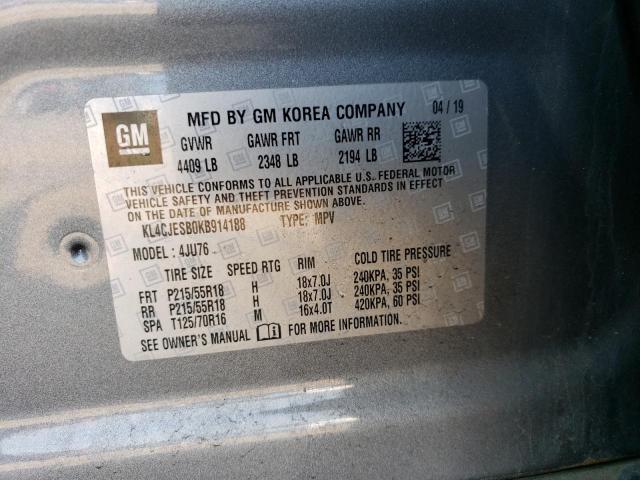 GM
MFD BY GM KOREA COMPANY 04 / 19
GVWR GAWR FRT GAWR RR
4409 LB 2348 LB 2194 LB
THIS VEHICLE CONFORMS TO ALL APPLICABLE U.S. FEDERAL MOTOR
VEHICLE SAFETY AND THEFT PREVENTION STANDARDS IN EFFECT
ON THE DATE OF MANUFACTURE SHOWN ABOVE.
KL4CJESB0KB914188 TYPE: MPV
MODEL: 4JU76
TIRE SIZE SPEED RTG RIM COLD TIRE PRESSURE
FRT P215/55R18 H 18x7.0J 240KPA, 35 PSI
RR P215/55R18 H 18x7.0J 240KPA, 35 PSI
SPA T125/70R16 M 16x4.0T 420KPA, 60 PSI
SEE OWNER'S MANUAL FOR MORE INFORMATION.